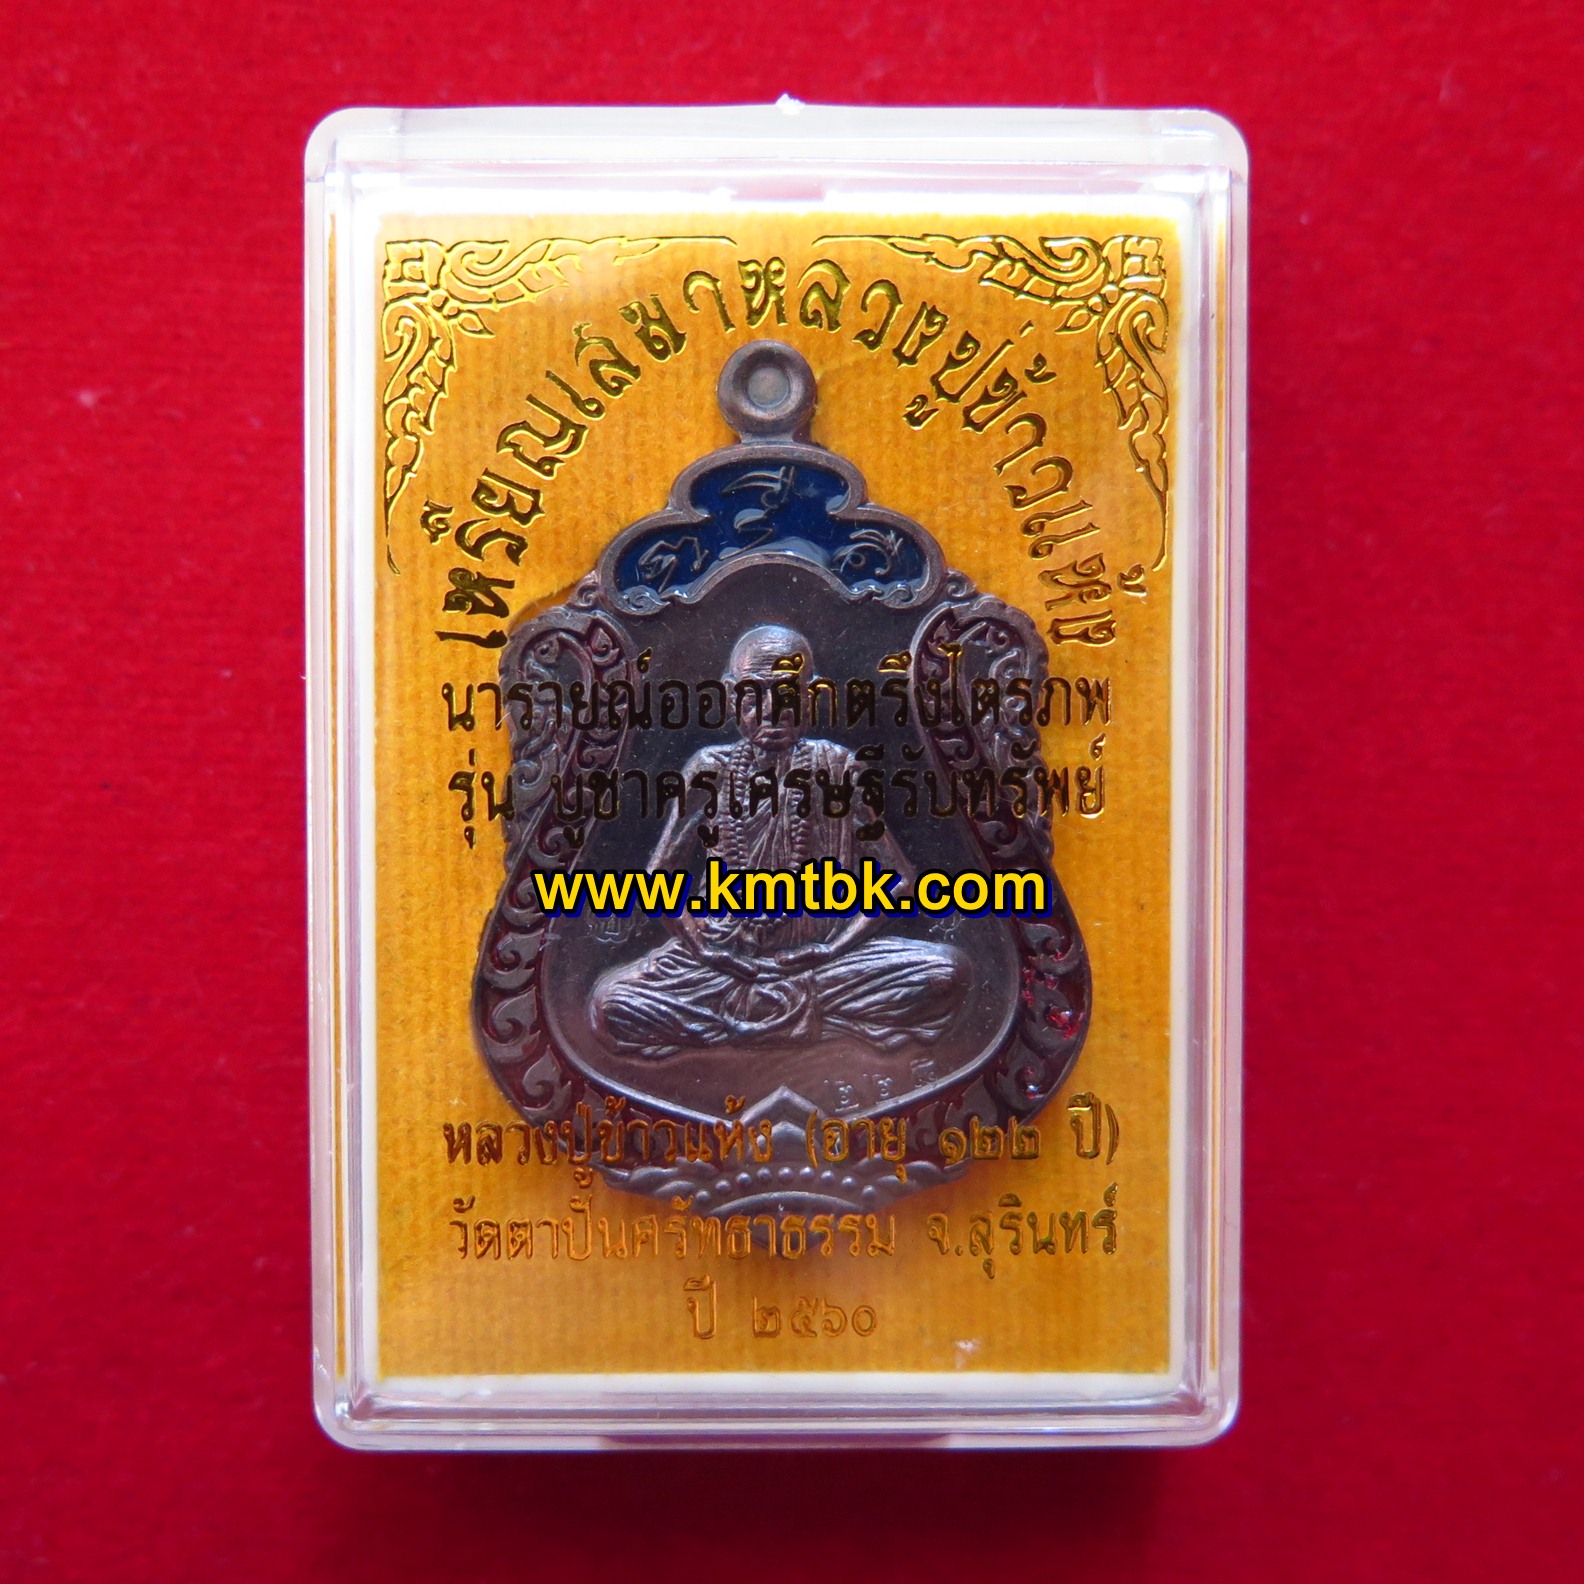 เหรียญเสมาหลวงปู่ข้าวแห้ง
นารายณ์ออกศึกตรึงไตรภพ
รุ่น บูชาครูเศรษฐีรับทรัพย์
www.kmtbk.com
หลวงปู่ข้าวแห้ง (อายุ ๑๒๒ ปี)
วัดตาปันศรัทธาธรรม จ.สุรินทร์
ปี ๒๕๖๐